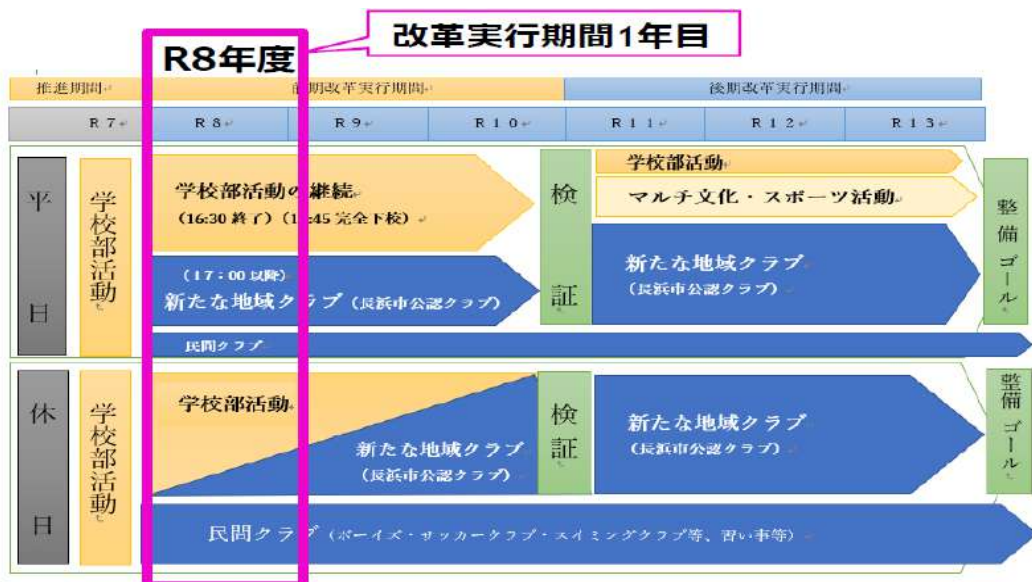 改革実行期間1年目
R8年度
推進期間
期改革実行期間
後期改革実行期間
R7
R8
R9
R10
R11
R12
R13
平日
学校部活動
学校部活動の継続
(16:30終了)(1 :45完全下校)
(17:00以降)
新たな地域クラブ(長浜市公認クラブ)
民間クラブ
検証
学校部活動
マルチ文化・スポーツ活動
新たな地域クラブ
(長浜市公認クラブ)
整備ゴール
休日
学校部活動
学校部活動
新たな地域クラブ
(長浜市公認クラブ)
検証
新たな地域クラブ
(長浜市公認クラブ)
整備ゴール
民間クラブ(ボーイズ・サッカークラブ・スイミングクラブ等、習い事等)